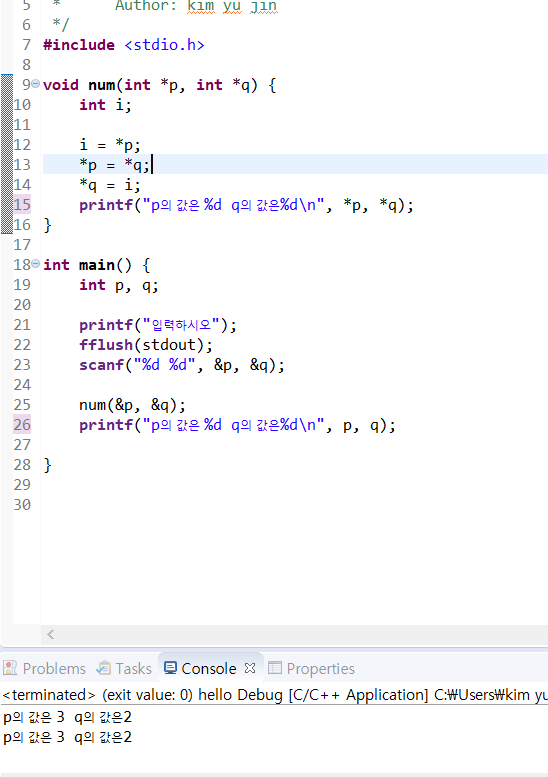 5 *      Author: kim yu jin
6 */
7 #include <stdio.h>
8
9 void num(int *p, int *q) {
10     int i;
11
12     i = *p;
13     *p = *q;
14     *q = i;
15     printf("p의 값은 %d q의 값은%d\n", *p, *q);
16 }
17
18 int main() {
19     int p, q;
20
21     printf("입력하시오");
22     fflush(stdout);
23     scanf("%d %d", &p, &q);
24
25     num(&p, &q);
26     printf("p의 값은 %d q의 값은%d\n", p, q);
27
28 }
29
30
Problems Tasks Console Properties
<terminated> (exit value: 0) hello Debug [C/C++ Application] C:₩Users₩kim yu
p의 값은 3 q의 값은2
p의 값은 3 q의 값은2